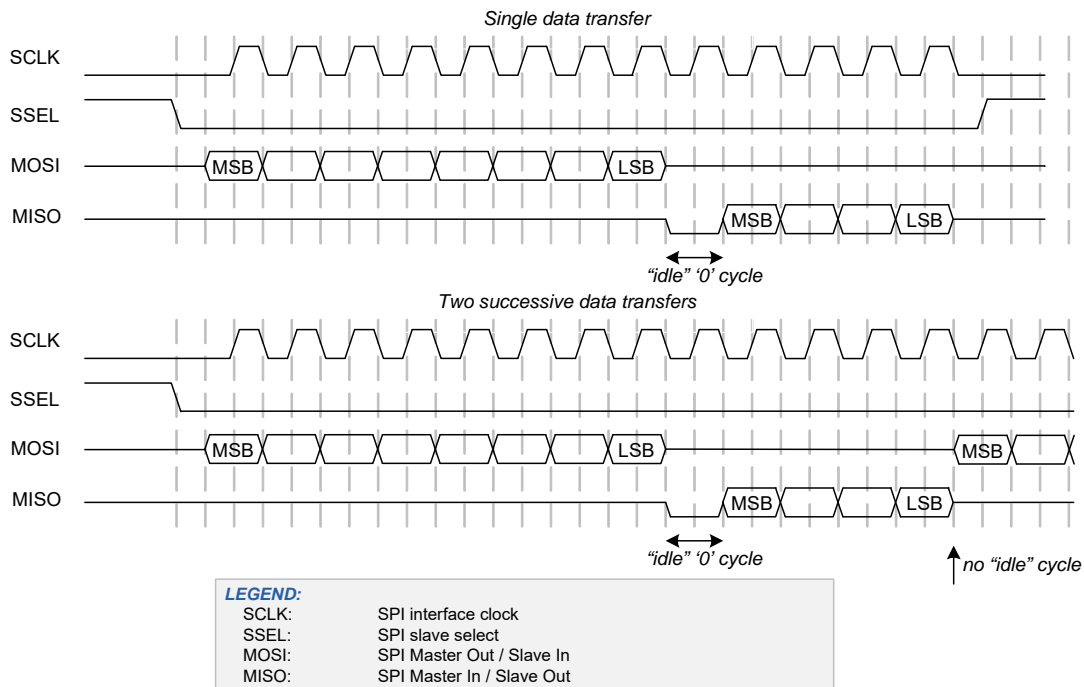 Single data transfer
SCLK
SSEL
MOSI MSB LSB
MISO MSB LSB
“idle” ‘0’ cycle
Two successive data transfers
SCLK
SSEL
MOSI MSB LSB MSB
MISO MSB LSB
“idle” ‘0’ cycle no “idle” cycle
LEGEND:
SCLK: SPI interface clock
SSEL: SPI slave select
MOSI: SPI Master Out / Slave In
MISO: SPI Master In / Slave Out